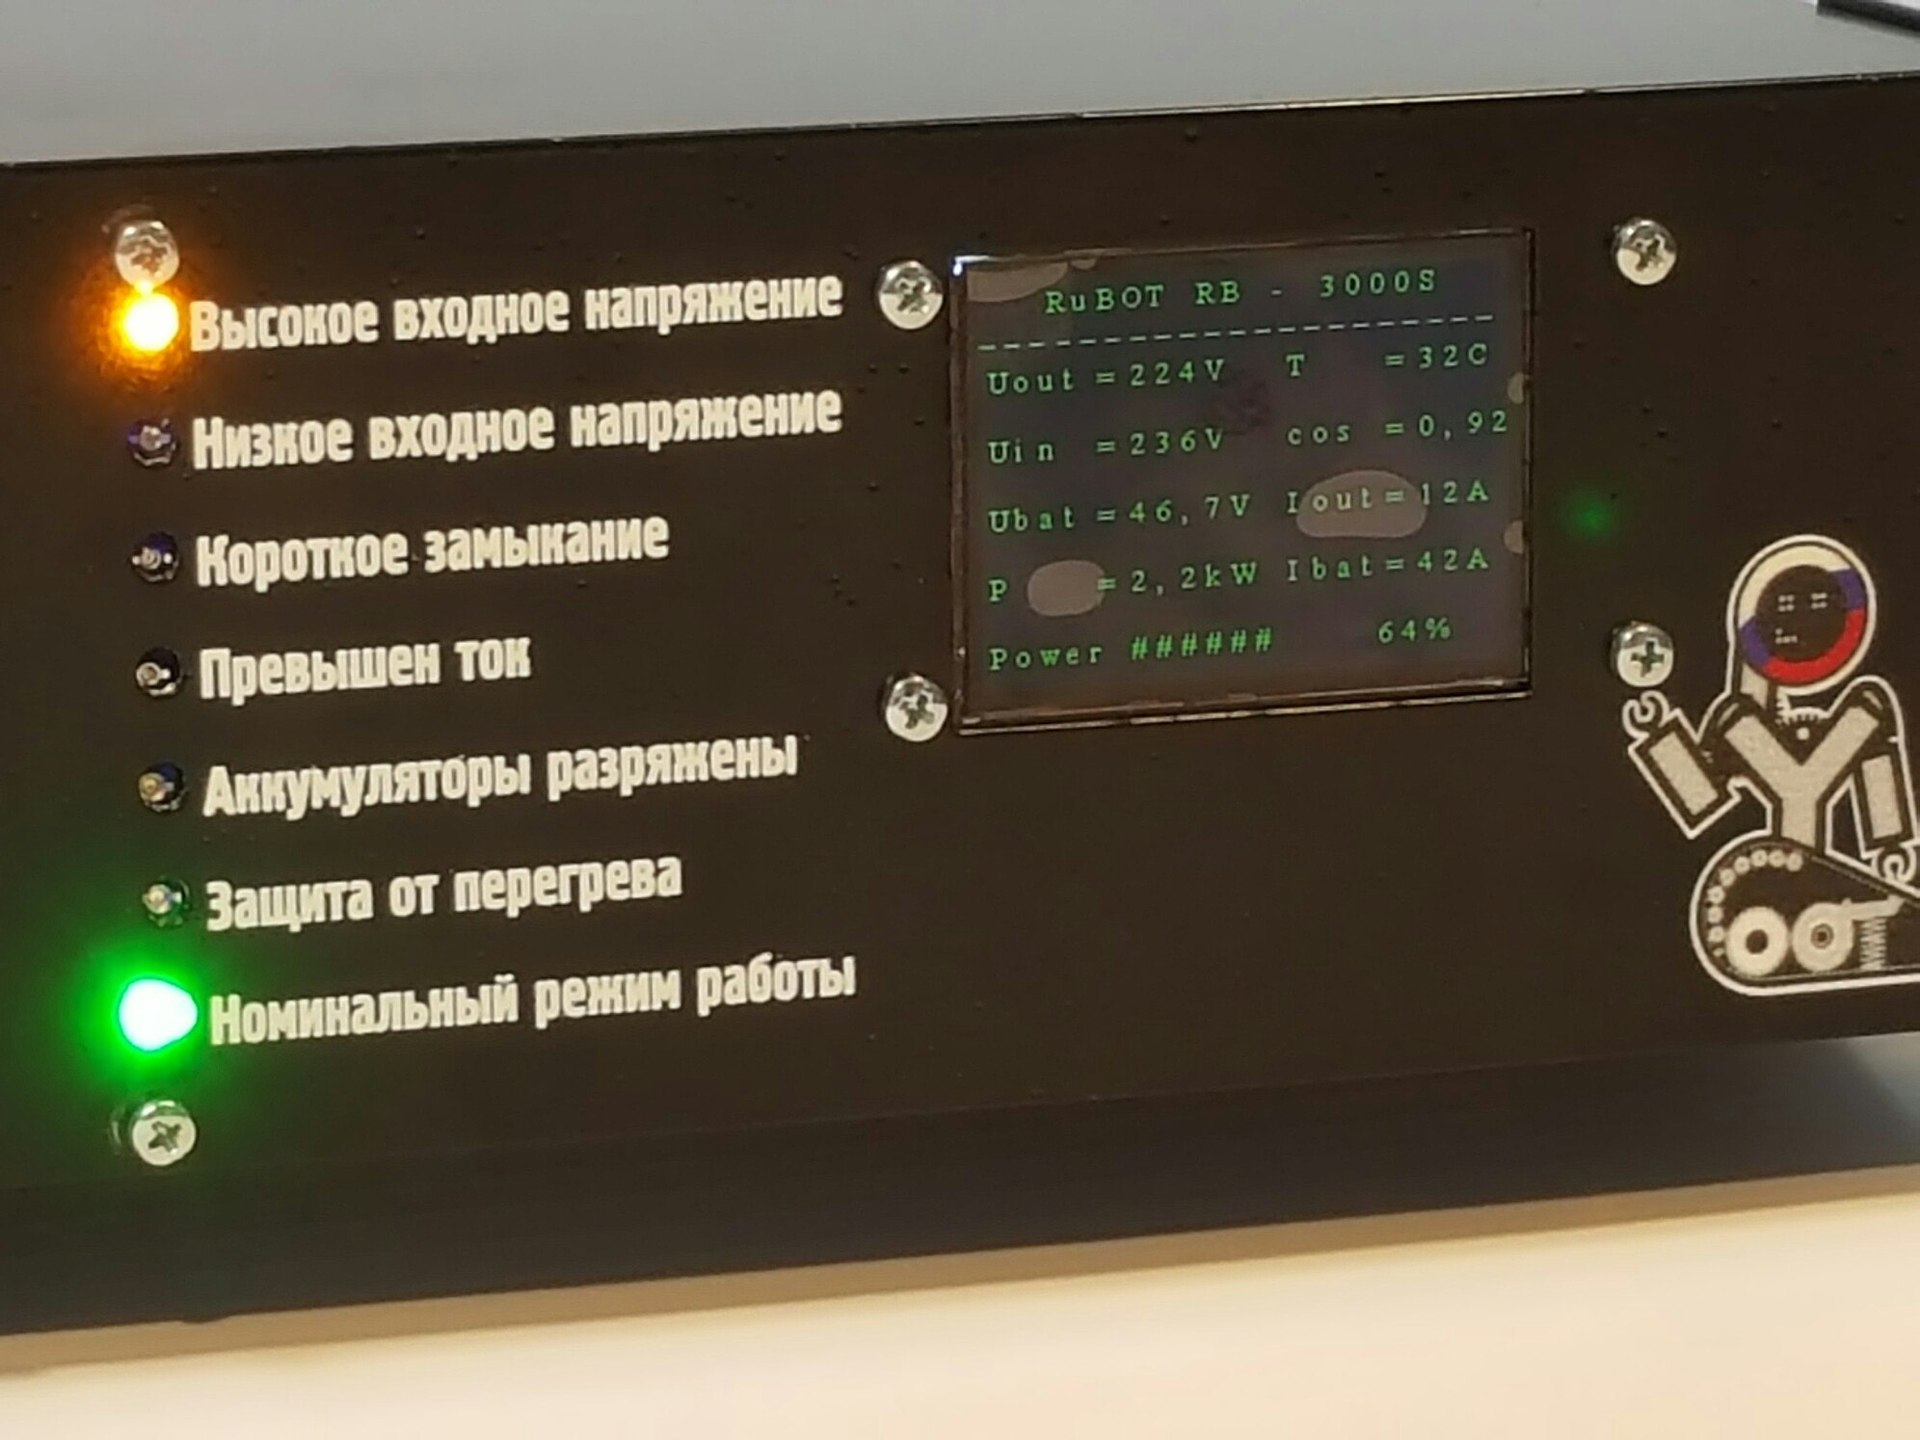 Высокое входное напряжение
Низкое входное напряжение
Короткое замыкание
Превышен ток
Аккумуляторы разряжены
Защита от перегрева
Номинальный режим работы
RuBOT RB - 3000S
Uout =224V T =32C
Uin =236V cos =0,92
Ubat =46,7V Iout=12A
P =2,2kW Ibat=42A
Power ###### 64%